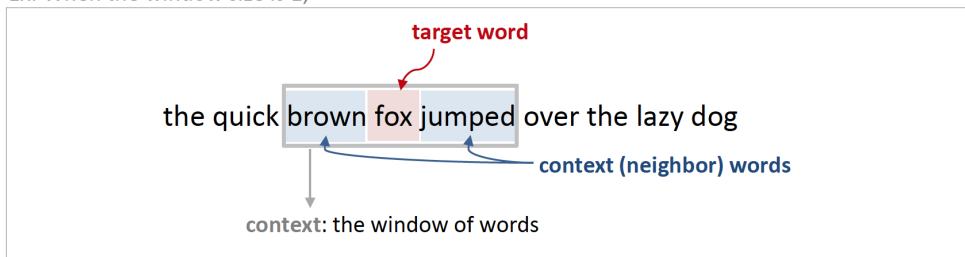 target word
the quick brown fox jumped over the lazy dog
context (neighbor) words
context: the window of words